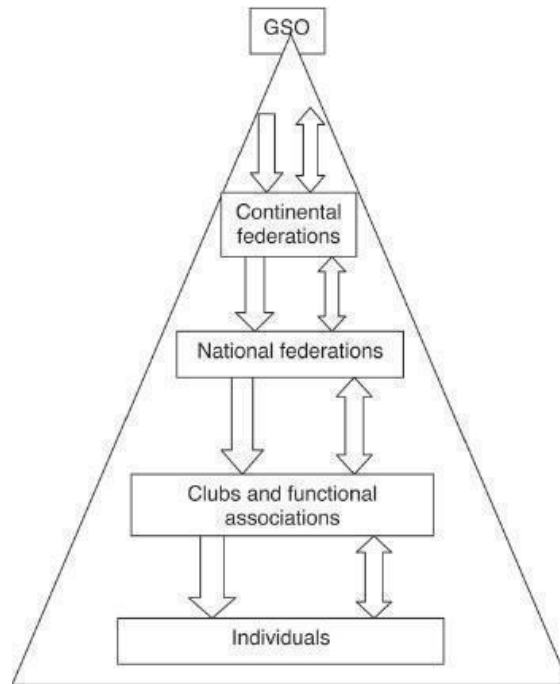 GSO
Continental
federations
National federations
Clubs and functional
associations
Individuals